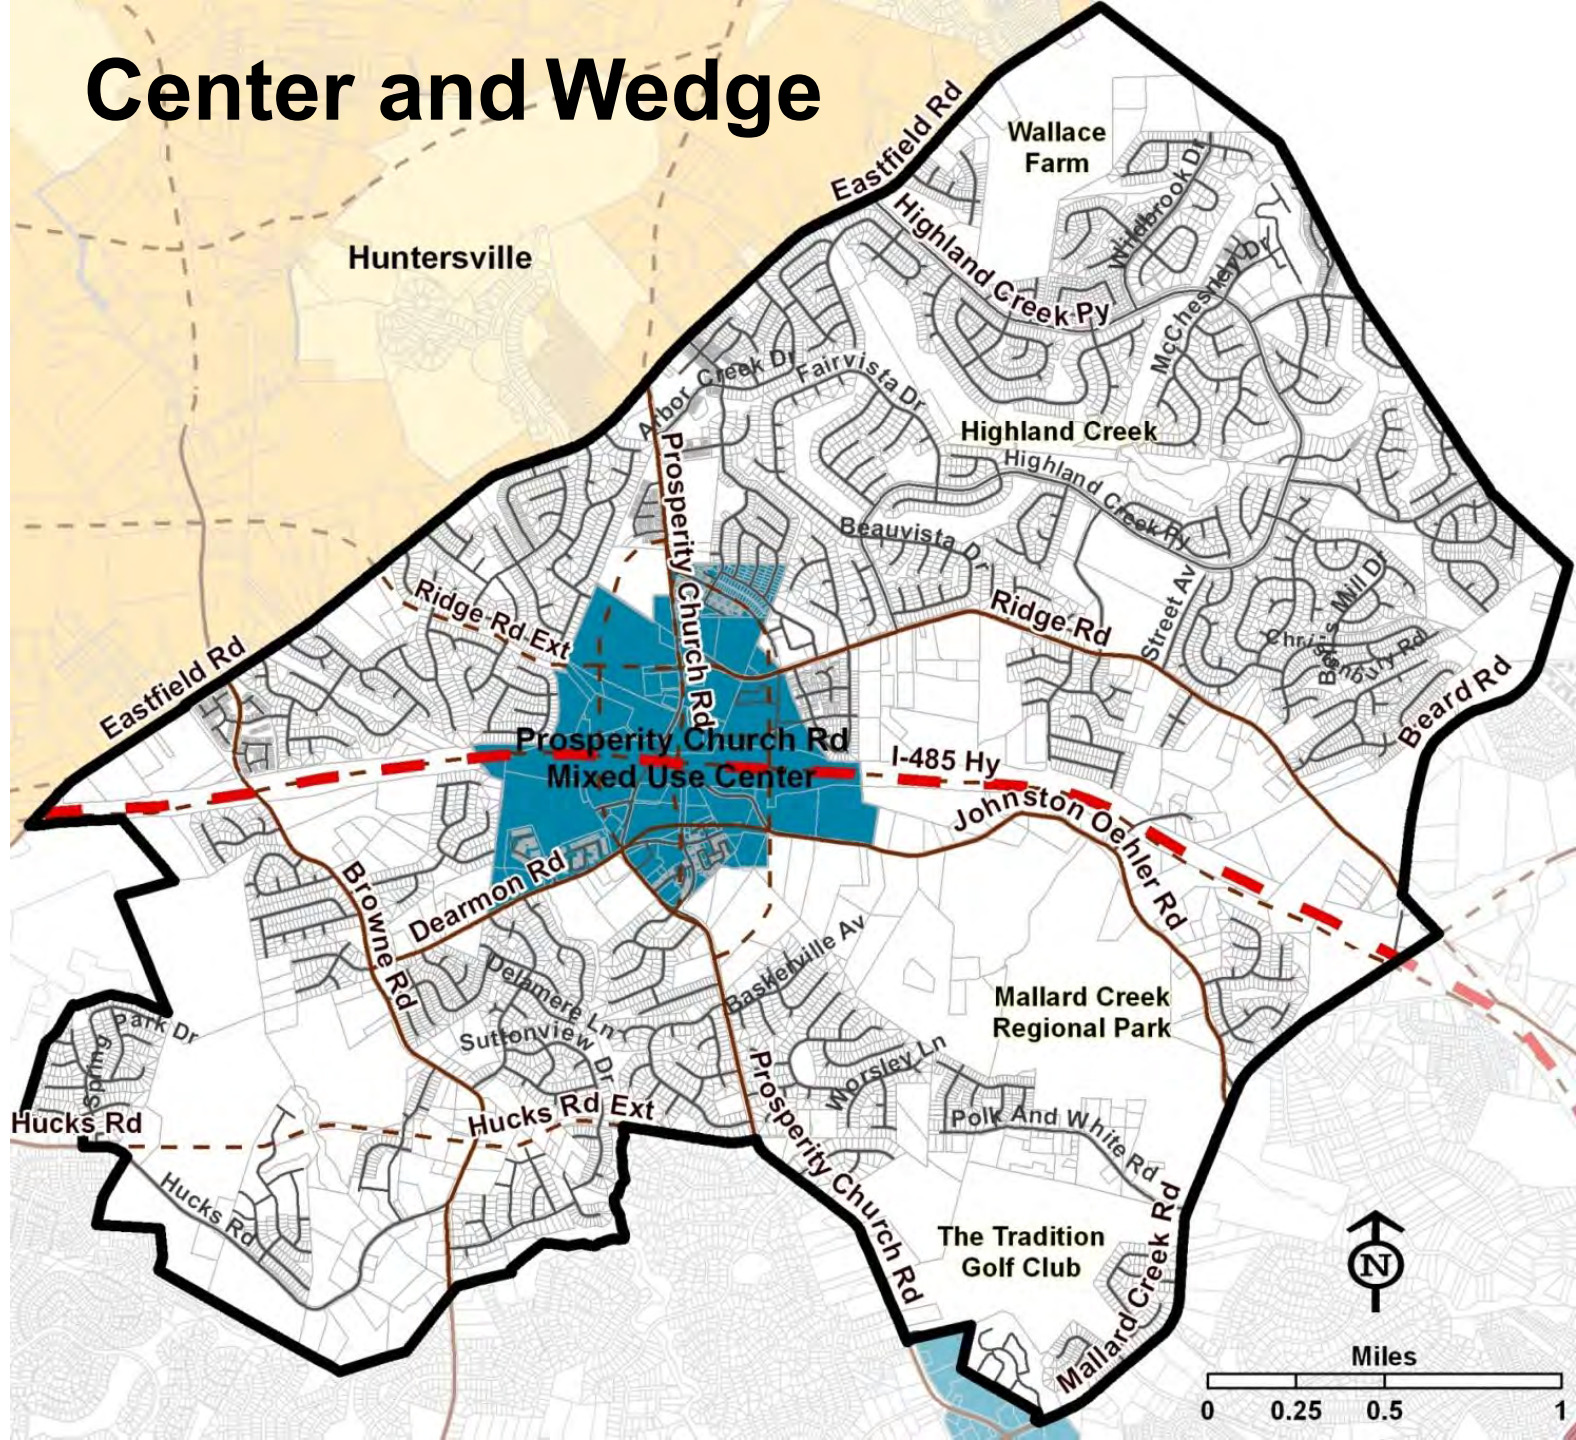 Center and Wedge
Eastfield Rd
Wallace
Farm
Windbrook Dr
Highland Creek Py
McChesney Dr
Huntersville
Arbor Creek Dr
Fairvista Dr
Highland Creek
Highland Creek Py
Prosperity Church Rd
Beauvista Dr
Ridge Rd Ext
Ridge Rd
Street Av
Mill Dr
Beard Rd
Eastfield Rd
Prosperity Church Rd
Mixed Use Center
I-485 Hy
Johnston Oehler Rd
Browne Rd
Dearmon Rd
Delamere Ln
Baskerville Av
Suttonview Dr
Mallard Creek
Regional Park
Park Dr
Spring
Worsley Ln
Hucks Rd
Hucks Rd Ext
Polk And White Rd
Prosperity Church Rd
Hucks Rd
The Tradition
Golf Club
Mallard Creek Rd
N
Miles
0 0.25 0.5 1